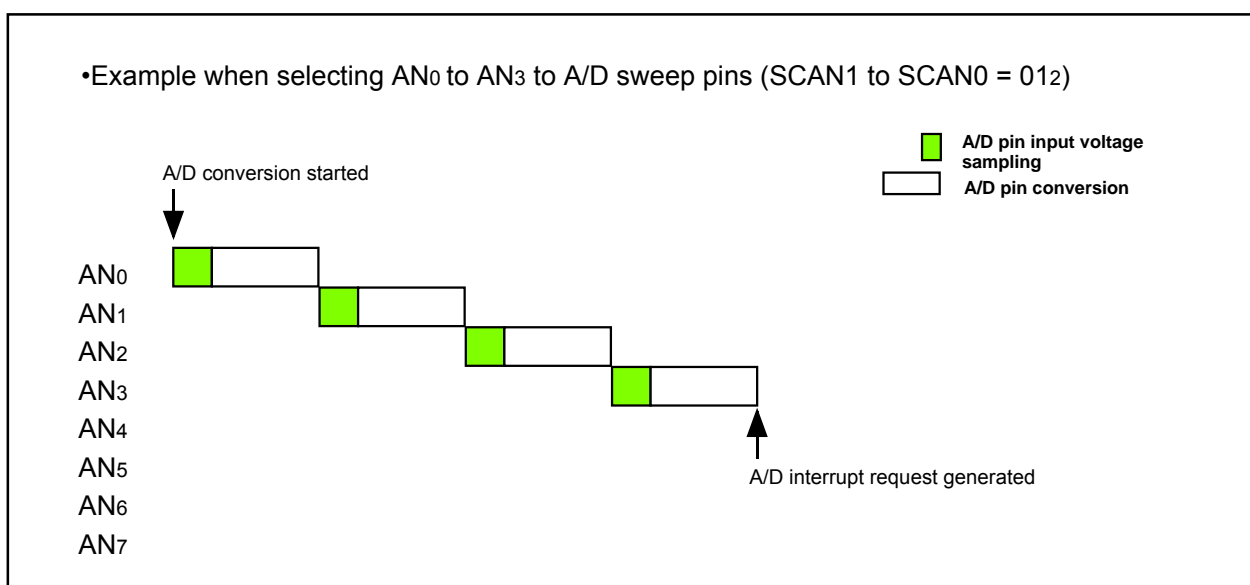 •Example when selecting AN0 to AN3 to A/D sweep pins (SCAN1 to SCAN0 = 012)
A/D pin input voltage
sampling
A/D pin conversion
A/D conversion started
AN0
AN1
AN2
AN3
AN4
AN5
AN6
AN7
A/D interrupt request generated